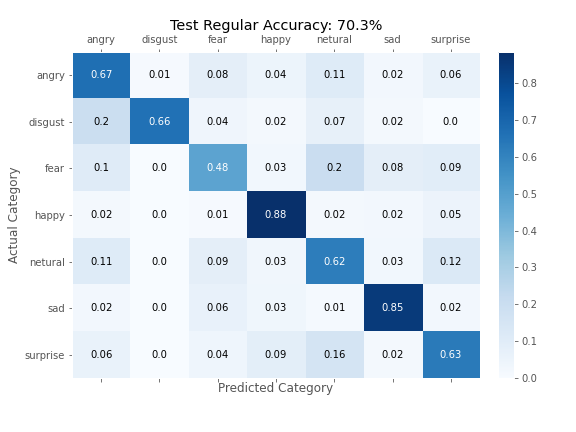 Test Regular Accuracy: 70.3%
angry disgust fear happy netural sad surprise
angry 0.67 0.01 0.08 0.04 0.11 0.02 0.06
disgust 0.2 0.66 0.04 0.02 0.07 0.02 0.0
fear 0.1 0.0 0.48 0.03 0.2 0.08 0.09
happy 0.02 0.0 0.01 0.88 0.02 0.02 0.05
netural 0.11 0.0 0.09 0.03 0.62 0.03 0.12
sad 0.02 0.0 0.06 0.03 0.01 0.85 0.02
surprise 0.06 0.0 0.04 0.09 0.16 0.02 0.63
Actual Category
Predicted Category
0.8
0.7
0.6
0.5
0.4
0.3
0.2
0.1
0.0